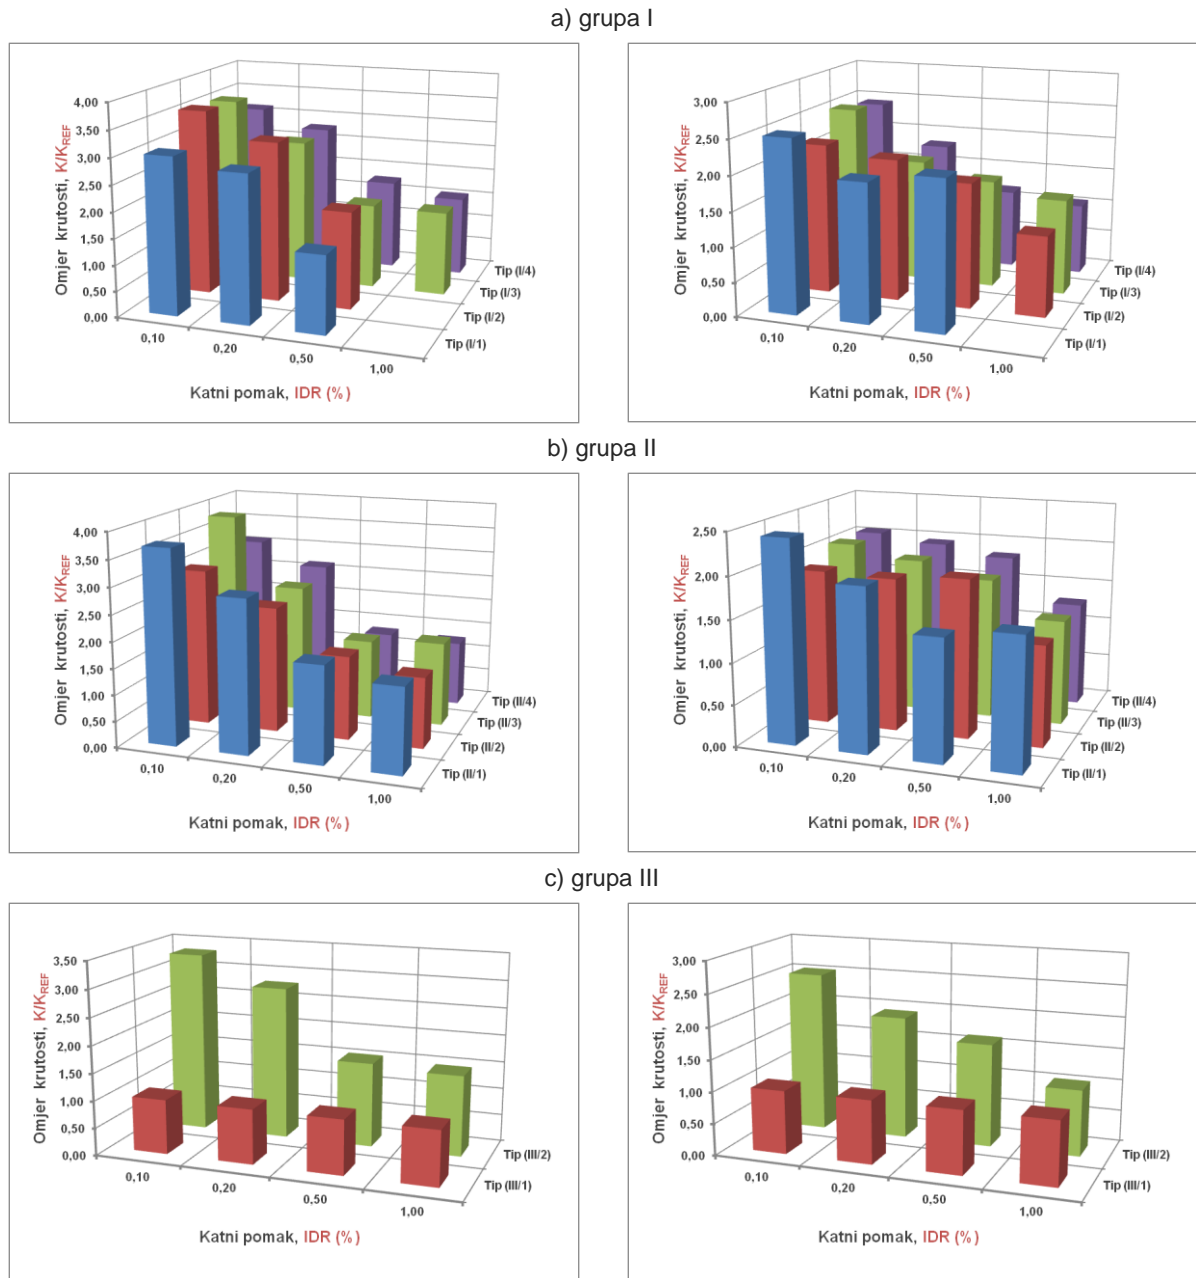 a) grupa I
Omjer krutosti, K/KREF
4,00
3,50
3,00
2,50
2,00
1,50
1,00
0,50
0,00
0,10
0,20
0,50
1,00
Tip (I/4)
Tip (I/3)
Tip (I/2)
Tip (I/1)
Katni pomak, IDR (%)
Omjer krutosti, K/KREF
3,00
2,50
2,00
1,50
1,00
0,50
0,00
0,10
0,20
0,50
1,00
Tip (I/4)
Tip (I/3)
Tip (I/2)
Tip (I/1)
Katni pomak, IDR (%)
b) grupa II
Omjer krutosti, K/KREF
4,00
3,50
3,00
2,50
2,00
1,50
1,00
0,50
0,00
0,10
0,20
0,50
1,00
Tip (II/4)
Tip (II/3)
Tip (II/2)
Tip (II/1)
Katni pomak, IDR (%)
Omjer krutosti, K/KREF
2,50
2,00
1,50
1,00
0,50
0,00
0,10
0,20
0,50
1,00
Tip (II/4)
Tip (II/3)
Tip (II/2)
Tip (II/1)
Katni pomak, IDR (%)
c) grupa III
Omjer krutosti, K/KREF
3,50
3,00
2,50
2,00
1,50
1,00
0,50
0,00
0,10
0,20
0,50
1,00
Tip (III/2)
Tip (III/1)
Katni pomak, IDR (%)
Omjer krutosti, K/KREF
3,00
2,50
2,00
1,50
1,00
0,50
0,00
0,10
0,20
0,50
1,00
Tip (III/2)
Tip (III/1)
Katni pomak, IDR (%)